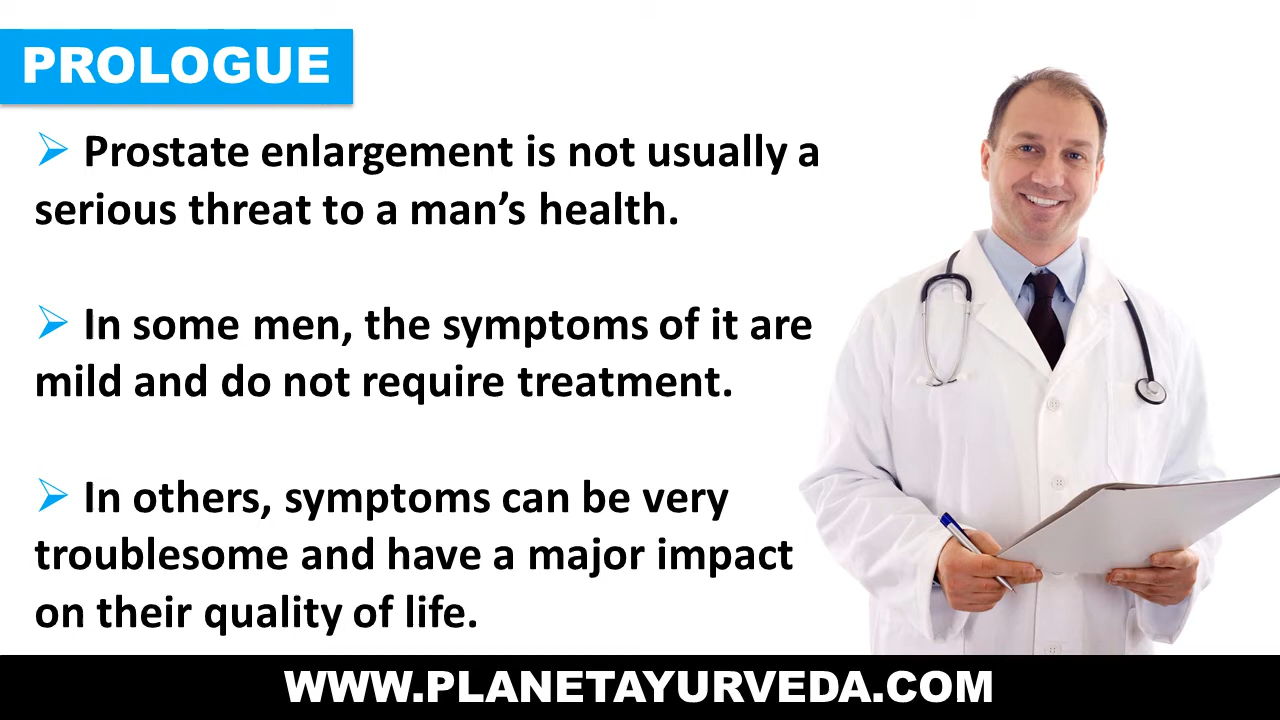 PROLOGUE
➢ Prostate enlargement is not usually a
serious threat to a man’s health.
➢ In some men, the symptoms of it are
mild and do not require treatment.
➢ In others, symptoms can be very
troublesome and have a major impact
on their quality of life.
WWW.PLANETAYURVEDA.COM